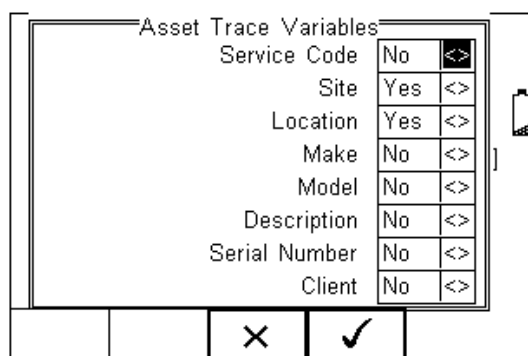 Asset Trace Variables
Service Code No <>
Site Yes <>
Location Yes <>
Make No <>
]
Model No <>
Description No <>
Serial Number No <>
Client No <>